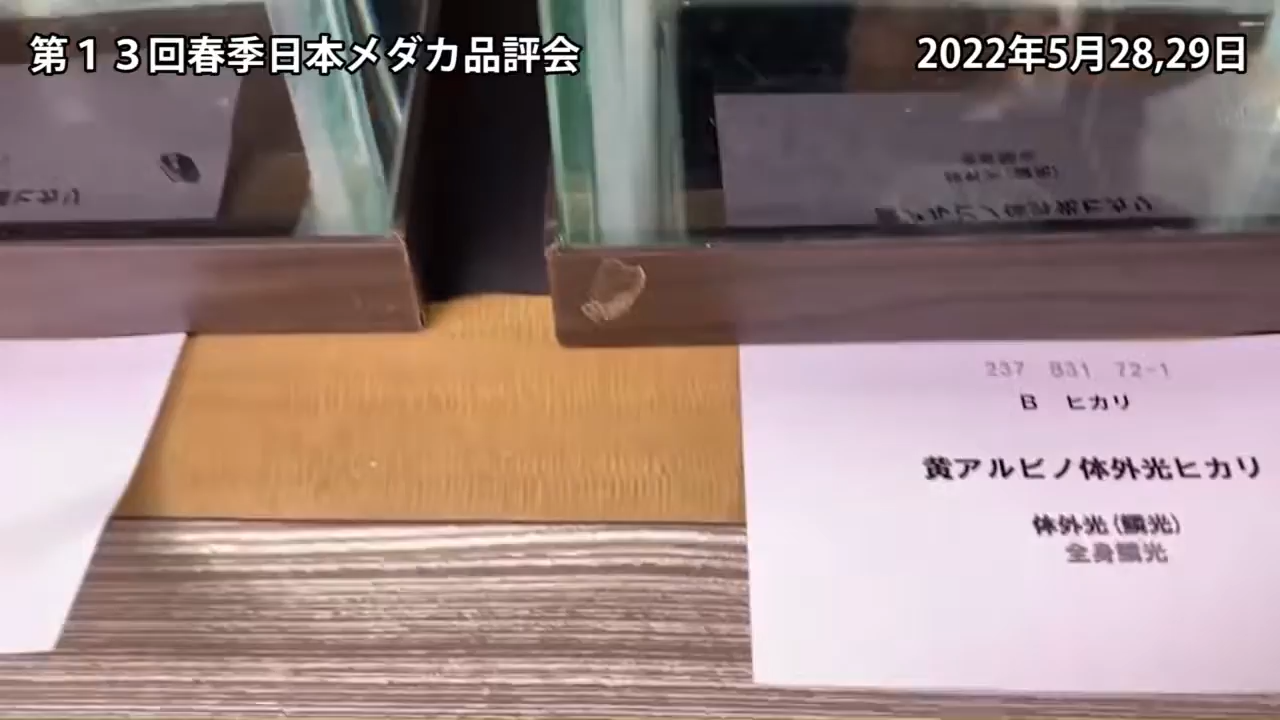 第１３回春季日本メダカ品評会
2022年5月28,29日
237 B31 72-1
B ヒカリ
黄アルビノ体外光ヒカリ
体外光(顕光)
全身顕光